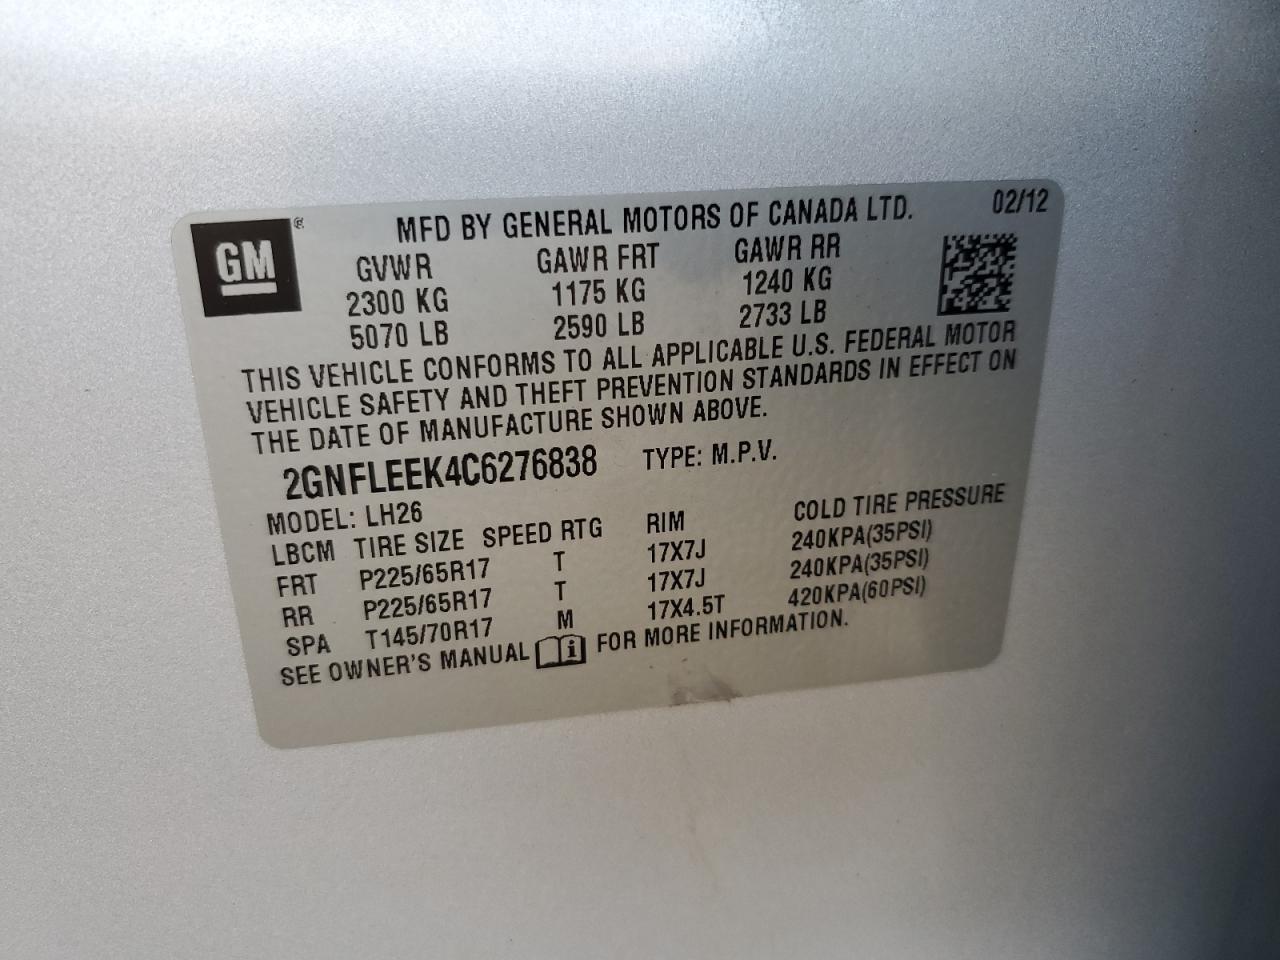 GM ®
MFD BY GENERAL MOTORS OF CANADA LTD. 02/12
GVWR GAWR FRT GAWR RR
2300 KG 1175 KG 1240 KG
5070 LB 2590 LB 2733 LB
THIS VEHICLE CONFORMS TO ALL APPLICABLE U.S. FEDERAL MOTOR
VEHICLE SAFETY AND THEFT PREVENTION STANDARDS IN EFFECT ON
THE DATE OF MANUFACTURE SHOWN ABOVE.
2GNFLEEK4C6276838 TYPE: M.P.V.
MODEL: LH26
LBCM TIRE SIZE SPEED RTG RIM COLD TIRE PRESSURE
FRT P225/65R17 T 17X7J 240KPA(35PSI)
RR P225/65R17 T 17X7J 240KPA(35PSI)
SPA T145/70R17 M 17X4.5T 420KPA(60PSI)
SEE OWNER'S MANUAL i FOR MORE INFORMATION.